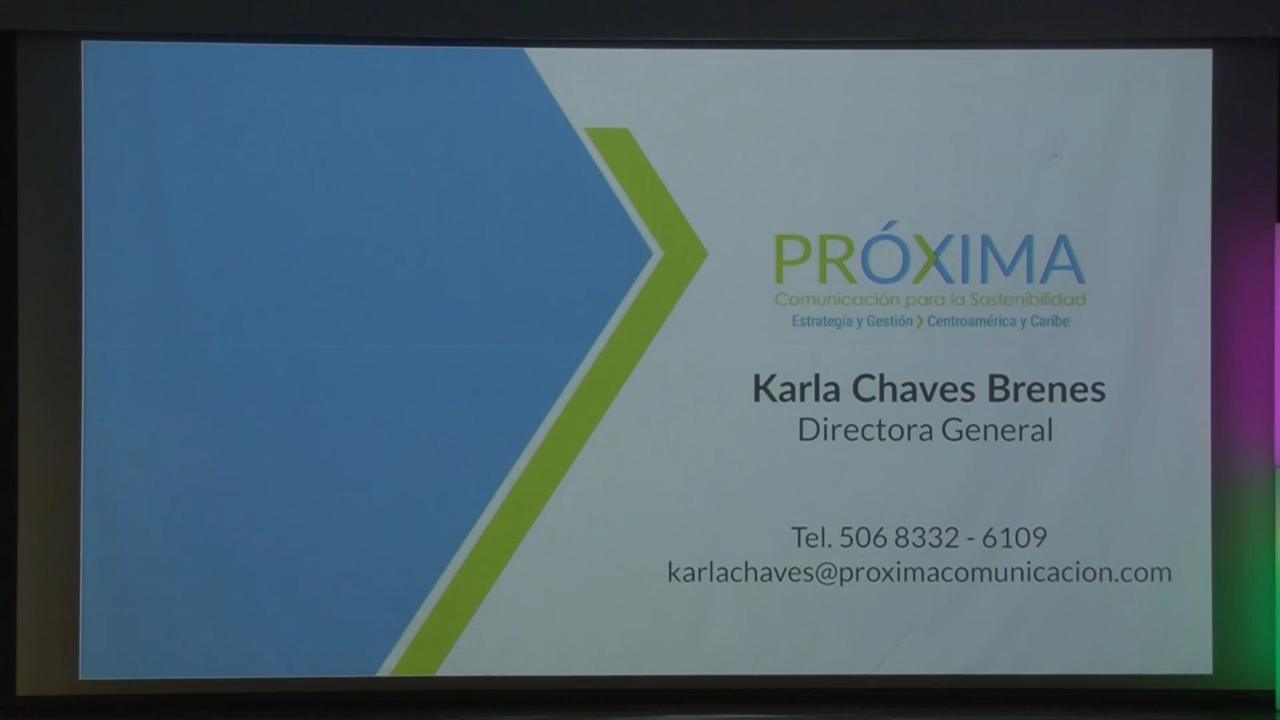 PRÓXIMA
Comunicación para la Sostenibilidad
Estrategia y Gestión > Centroamérica y Caribe
Karla Chaves Brenes
Directora General
Tel. 506 8332 - 6109
karlachaves@proximacomunicacion.com